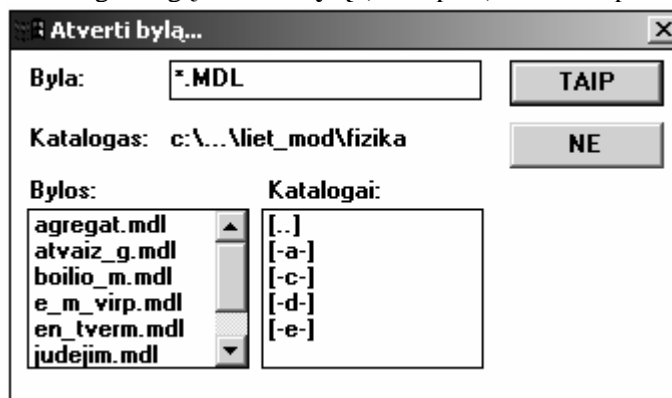 Atverti bylą...
Byla: *.MDL TAIP
Katalogas: c:\...\liet_mod\fizika NE
Bylos: Katalogai:
agregat.mdl [..]
atvaiz_g.mdl [-a-]
boilio_m.mdl [-c-]
e_m_virp.mdl [-d-]
en_tverm.mdl [-e-]
judejim.mdl